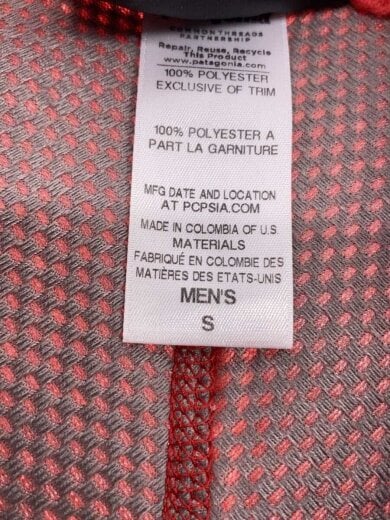 PARTNERSHIP
Repair, Reuse, Recycle
This Product
www.patagonia.com
100% POLYESTER
EXCLUSIVE OF TRIM
100% POLYESTER A
PART LA GARNITURE
MFG DATE AND LOCATION
AT PCPSIA.COM
MADE IN COLOMBIA OF U.S.
MATERIALS
FABRIQUÉ EN COLOMBIE DES
MATIÈRES DES ETATS-UNIS
MEN'S
S